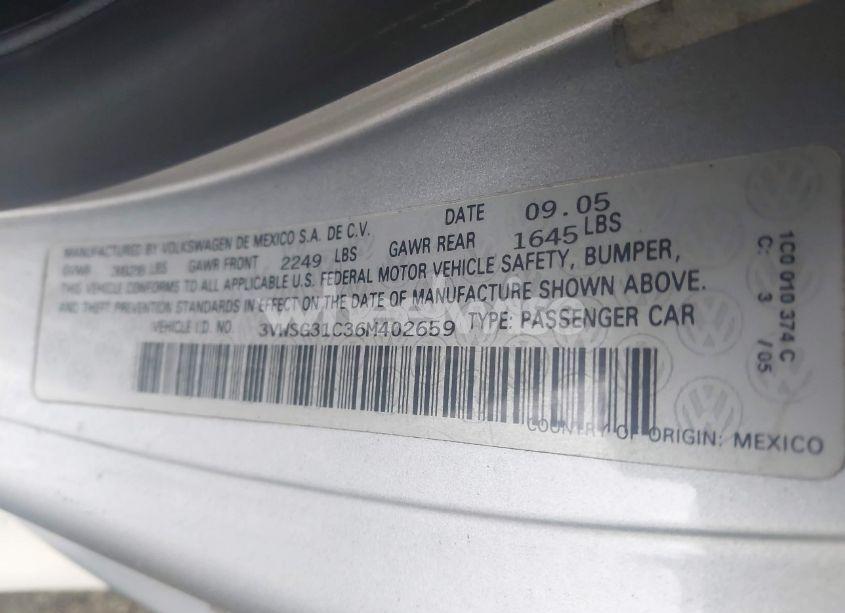 MANUFACTURED BY VOLKSWAGEN DE MEXICO S.A. DE C.V. DATE 09.05
GVWR LBS GAWR FRONT 2249 LBS GAWR REAR 1645 LBS
THIS VEHICLE CONFORMS TO ALL APPLICABLE U.S. FEDERAL MOTOR VEHICLE SAFETY, BUMPER,
AND THEFT PREVENTION STANDARDS IN EFFECT ON THE DATE OF MANUFACTURE SHOWN ABOVE.
VEHICLE I.D. NO. 3VWSG31C36M402659 TYPE: PASSENGER CAR
COUNTRY OF ORIGIN: MEXICO
1C0 010 374 C
C: 3 /05